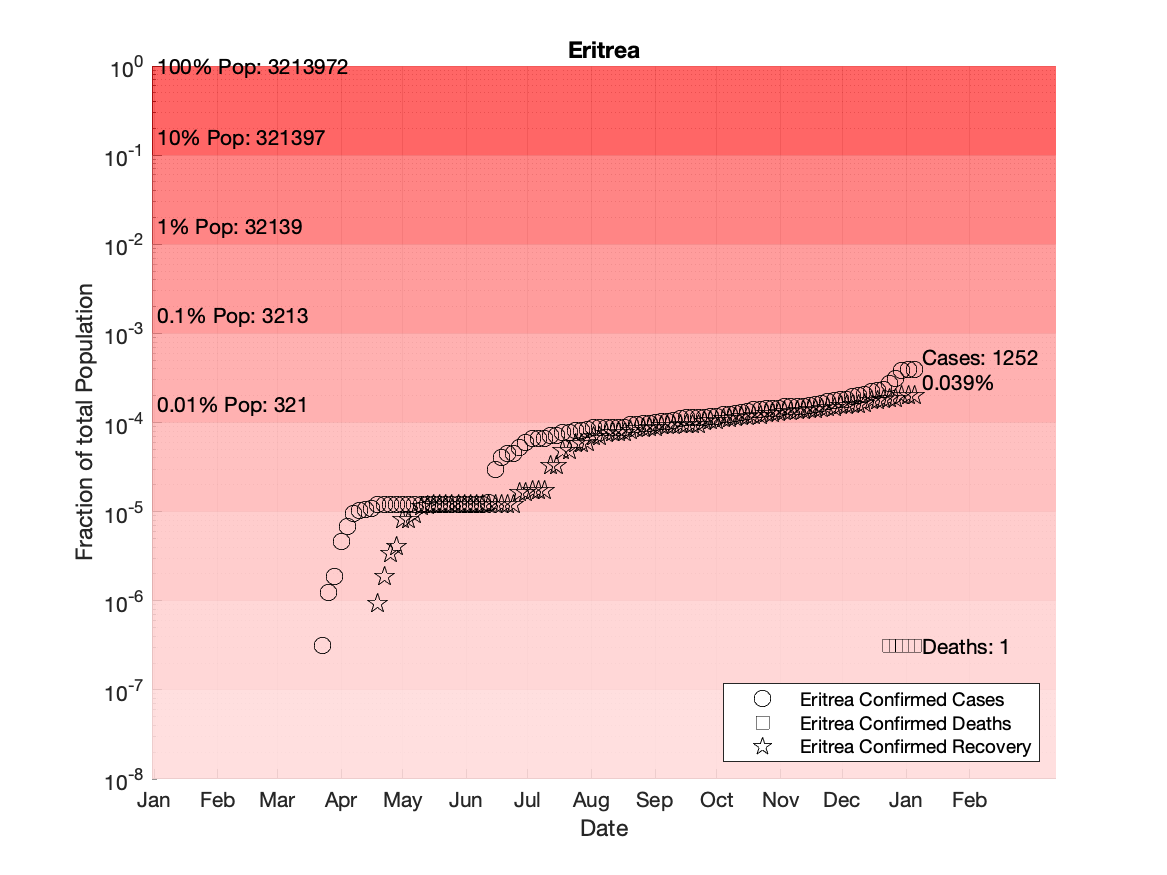 Eritrea
Fraction of total Population
10^0
10^-1
10^-2
10^-3
10^-4
10^-5
10^-6
10^-7
10^-8
100% Pop: 3213972
10% Pop: 321397
1% Pop: 32139
0.1% Pop: 3213
0.01% Pop: 321
Cases: 1252
0.039%
Deaths: 1
Eritrea Confirmed Cases
Eritrea Confirmed Deaths
Eritrea Confirmed Recovery
Jan Feb Mar Apr May Jun Jul Aug Sep Oct Nov Dec Jan Feb
Date